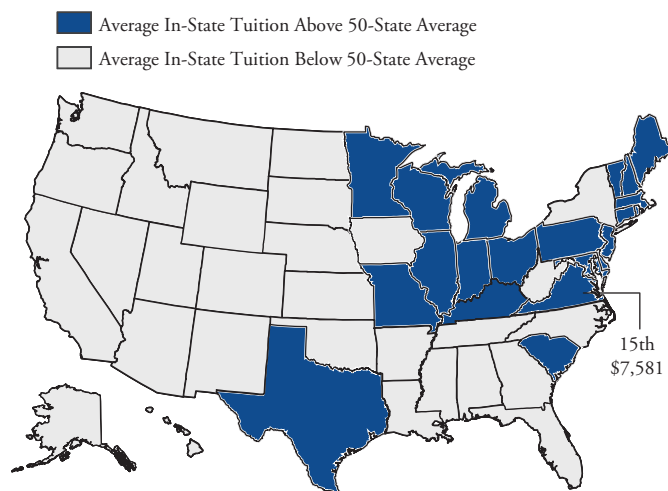 Average In-State Tuition Above 50-State Average
Average In-State Tuition Below 50-State Average
15th
$7,581